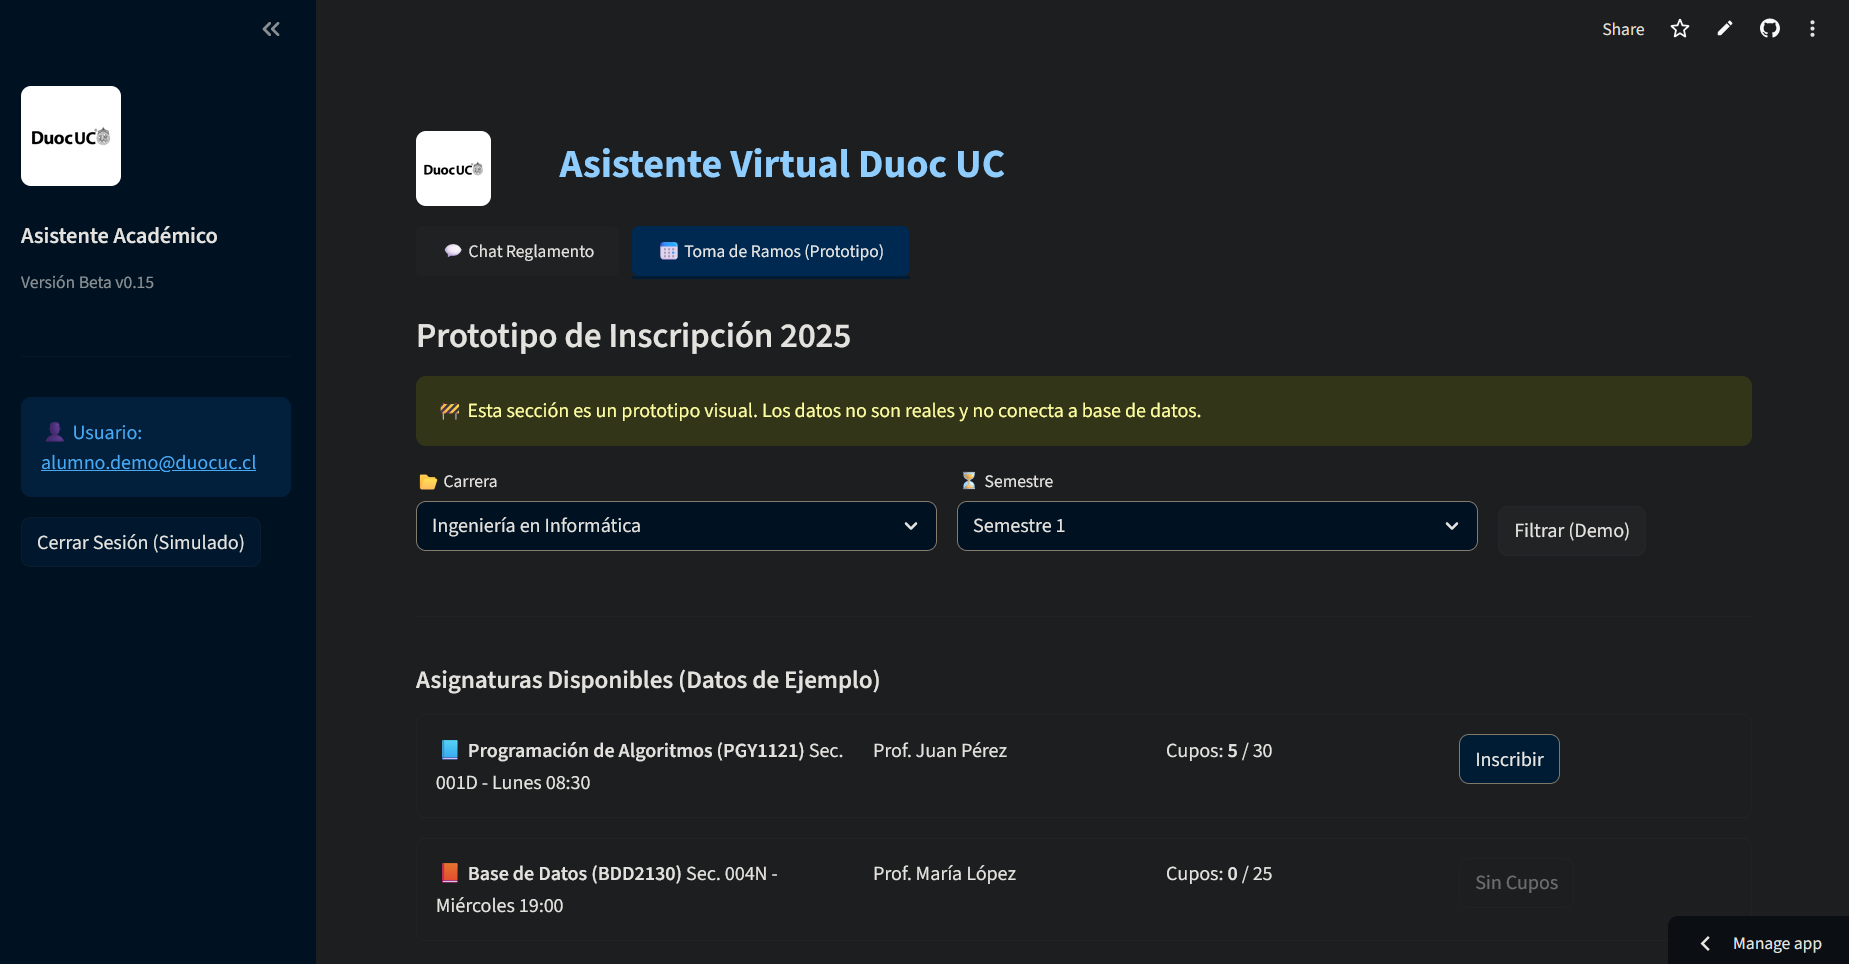 Share
Duoc UC
Asistente Académico
Versión Beta v0.15
Usuario:
alumno.demo@duocuc.cl
Cerrar Sesión (Simulado)
Duoc UC
Asistente Virtual Duoc UC
Chat Reglamento
Toma de Ramos (Prototipo)
Prototipo de Inscripción 2025
Esta sección es un prototipo visual. Los datos no son reales y no conecta a base de datos.
Carrera
Semestre
Ingeniería en Informática
Semestre 1
Filtrar (Demo)
Asignaturas Disponibles (Datos de Ejemplo)
Programación de Algoritmos (PGY1121) Sec.
001D - Lunes 08:30
Prof. Juan Pérez
Cupos: 5 / 30
Inscribir
Base de Datos (BDD2130) Sec. 004N -
Miércoles 19:00
Prof. María López
Cupos: 0 / 25
Sin Cupos
Manage app